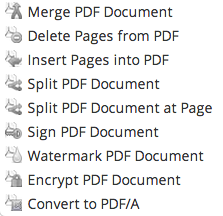 Merge PDF Document
Delete Pages from PDF
Insert Pages into PDF
Split PDF Document
Split PDF Document at Page
Sign PDF Document
Watermark PDF Document
Encrypt PDF Document
Convert to PDF/A